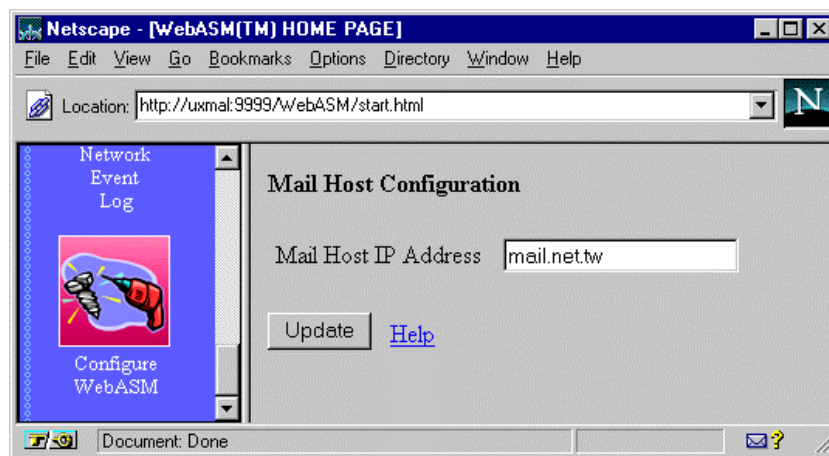 Netscape - [WebASM(TM) HOME PAGE]
File Edit View Go Bookmarks Options Directory Window Help
Location: http://uxmal:9999/WebASM/start.html
N
Network
Event
Log
Configure
WebASM
Mail Host Configuration
Mail Host IP Address mail.net.tw
Update Help
Document: Done